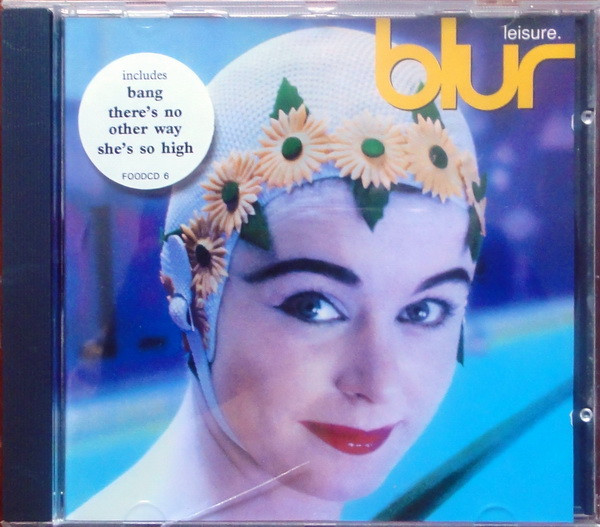 leisure.
blur
includes
bang
there's no
other way
she's so high
FOODCD 6